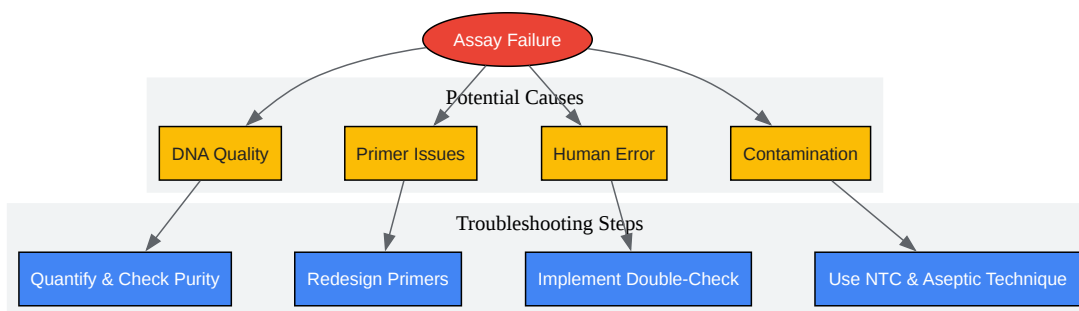 Assay Failure
Potential Causes
DNA Quality
Primer Issues
Human Error
Contamination
Troubleshooting Steps
Quantify & Check Purity
Redesign Primers
Implement Double-Check
Use NTC & Aseptic Technique